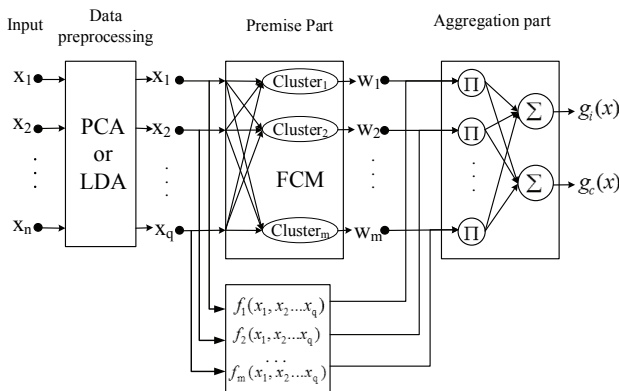 Input
Data
preprocessing
Premise Part
Aggregation part
x1
x2
. . .
xn
PCA
or
LDA
x1
x2
. . .
xq
Cluster1
Cluster2
FCM
Clusterm
w1
w2
. . .
wm
Π
Π
. . .
Π
Σ
Σ
gi(x)
gc(x)
f1(x1, x2...xq)
f2(x1, x2...xq)
. . .
fm(x1, x2...xq)